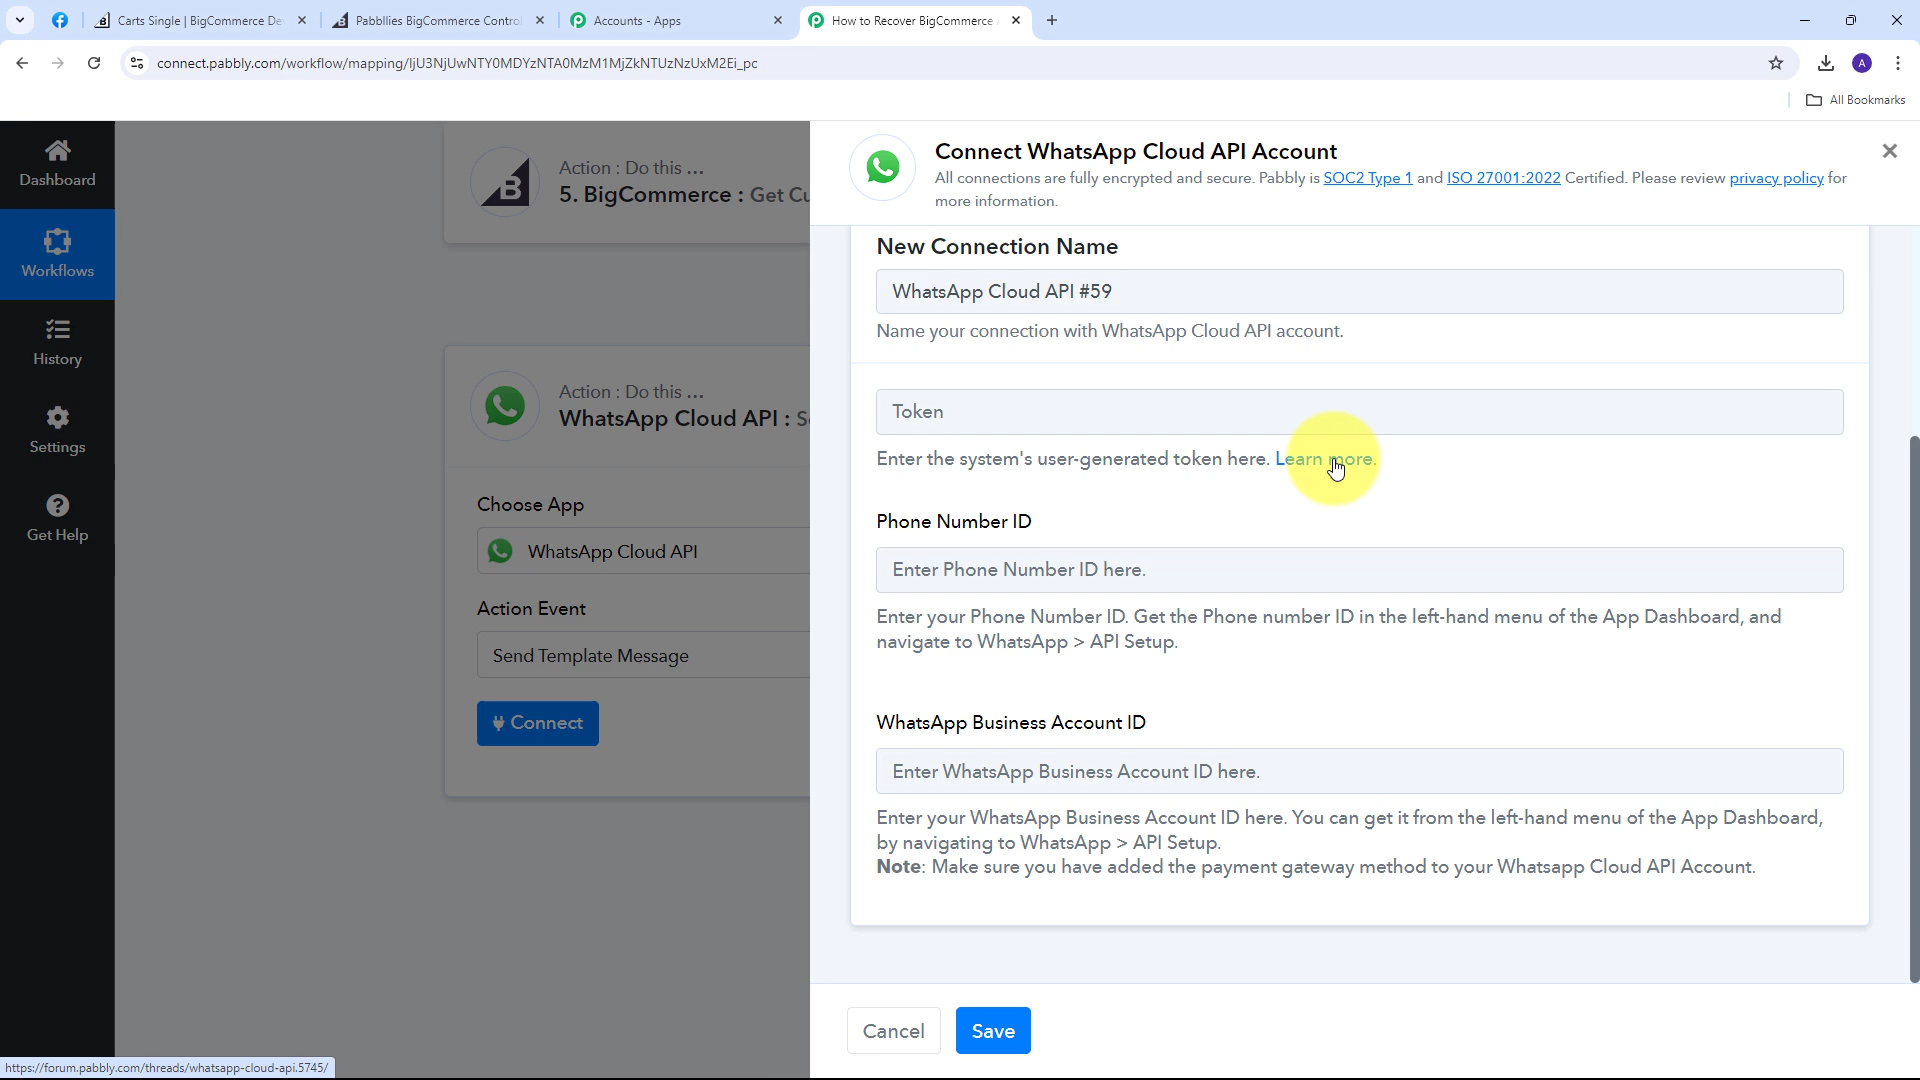 Carts Single | BigCommerce De
Pabbllies BigCommerce Control
Accounts - Apps
How to Recover BigCommerce
connect.pabbly.com/workflow/mapping/IjU3NjUwNTY0MDYzNTA0MzM1MjZkNTUzNzUxM2Ei_pc
A
All Bookmarks
Dashboard
Workflows
History
Settings
Get Help
Action : Do this ...
5. BigCommerce : Get Cu
Action : Do this ...
WhatsApp Cloud API : S
Choose App
WhatsApp Cloud API
Action Event
Send Template Message
Connect
Connect WhatsApp Cloud API Account
All connections are fully encrypted and secure. Pabbly is SOC2 Type 1 and ISO 27001:2022 Certified. Please review privacy policy for
more information.
New Connection Name
WhatsApp Cloud API #59
Name your connection with WhatsApp Cloud API account.
Token
Enter the system's user-generated token here. Learn more.
Phone Number ID
Enter Phone Number ID here.
Enter your Phone Number ID. Get the Phone number ID in the left-hand menu of the App Dashboard, and
navigate to WhatsApp > API Setup.
WhatsApp Business Account ID
Enter WhatsApp Business Account ID here.
Enter your WhatsApp Business Account ID here. You can get it from the left-hand menu of the App Dashboard,
by navigating to WhatsApp > API Setup.
Note: Make sure you have added the payment gateway method to your Whatsapp Cloud API Account.
Cancel
Save
https://forum.pabbly.com/threads/whatsapp-cloud-api.5745/